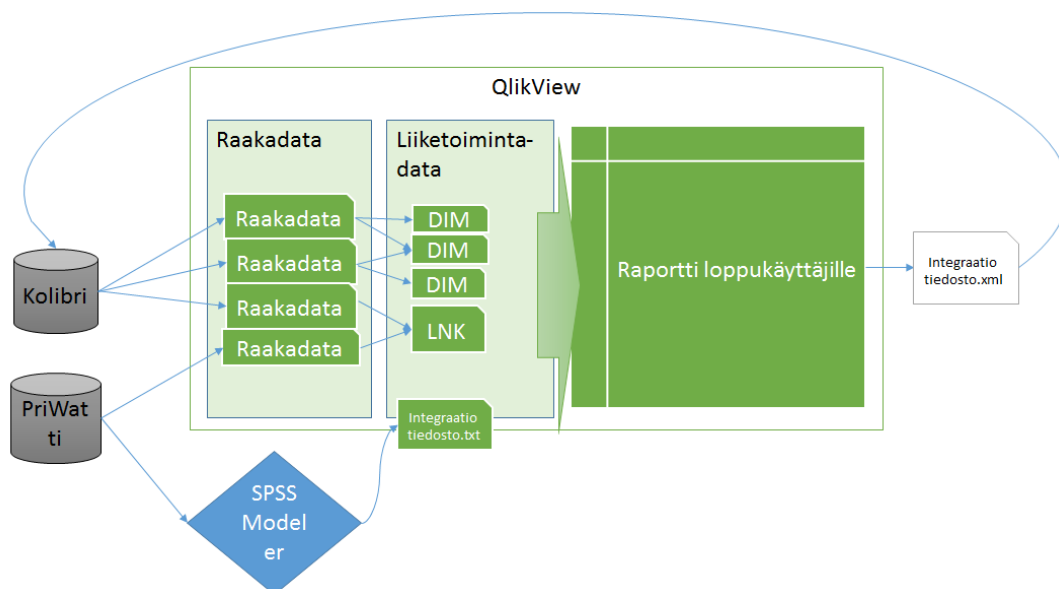 QlikView
Raakadata
Liiketoiminta-
data
Raakadata
Raakadata
Raakadata
Raakadata
DIM
DIM
DIM
LNK
Integraatio
tiedosto.txt
Raportti loppukäyttäjille
Integraatio
tiedosto.xml
Kolibri
PriWat
ti
SPSS
Model
er